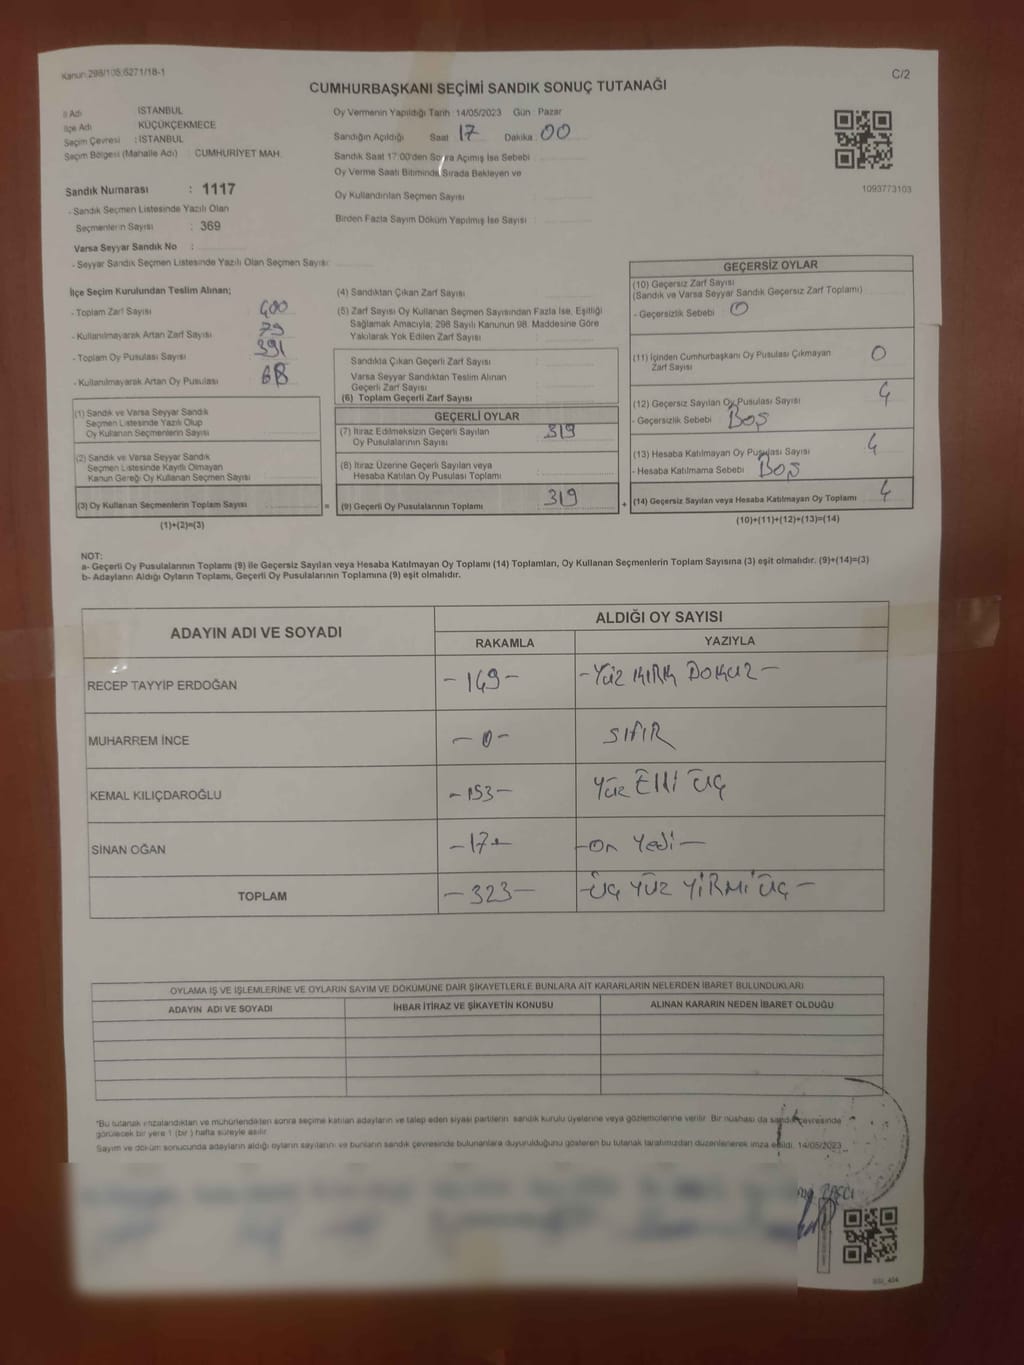 Kanun:298/105;6271/18-1
C/2
CUMHURBAŞKANI SEÇİMİ SANDIK SONUÇ TUTANAĞI
İl Adı İSTANBUL
İlçe Adı KÜÇÜKÇEKMECE
Seçim Çevresi : İSTANBUL
Seçim Bölgesi (Mahalle Adı) : CUMHURİYET MAH.
Sandık Numarası : 1117
- Sandık Seçmen Listesinde Yazılı Olan
Seçmenlerin Sayısı : 369
Varsa Seyyar Sandık No :
- Seyyar Sandık Seçmen Listesinde Yazılı Olan Seçmen Sayısı:
Oy Vermenin Yapıldığı Tarih 14/05/2023 Gün Pazar
Sandığın Açıldığı Saat 17 Dakika 00
Sandık Saat 17:00'den Sonra Açımış İse Sebebi
Oy Verme Saati Bitiminde Sırada Bekleyen ve
Oy Kullandırılan Seçmen Sayısı
Birden Fazla Sayım Döküm Yapılmış İse Sayısı
1093773103
İlçe Seçim Kurulundan Teslim Alınan;
- Toplam Zarf Sayısı 400
- Kullanılmayarak Artan Zarf Sayısı 79
- Toplam Oy Pusulası Sayısı 391
- Kullanılmayarak Artan Oy Pusulası 68
(1) Sandık ve Varsa Seyyar Sandık
Seçmen Listesinde Yazılı Olup
Oy Kullanan Seçmenlerin Sayısı
(2) Sandık ve Varsa Seyyar Sandık
Seçmen Listesinde Kayıtlı Olmayan
Kanun Gereği Oy Kullanan Seçmen Sayısı
(3) Oy Kullanan Seçmenlerin Toplam Sayısı
(1)+(2)=(3)
(4) Sandıktan Çıkan Zarf Sayısı
(5) Zarf Sayısı Oy Kullanan Seçmen Sayısından Fazla İse, Eşitliği
Sağlamak Amacıyla; 298 Sayılı Kanunun 98. Maddesine Göre
Yakılarak Yok Edilen Zarf Sayısı
Sandıkta Çıkan Geçerli Zarf Sayısı
Varsa Seyyar Sandıktan Teslim Alınan
Geçerli Zarf Sayısı
(6) Toplam Geçerli Zarf Sayısı
GEÇERLİ OYLAR
(7) İtiraz Edilmeksizin Geçerli Sayılan
Oy Pusulalarının Sayısı 319
(8) İtiraz Üzerine Geçerli Sayılan veya
Hesaba Katılan Oy Pusulası Toplamı
= (9) Geçerli Oy Pusulalarının Toplamı 319 +
GEÇERSİZ OYLAR
(10) Geçersiz Zarf Sayısı
(Sandık ve Varsa Seyyar Sandık Geçersiz Zarf Toplamı)
- Geçersizlik Sebebi 0
(11) İçinden Cumhurbaşkanı Oy Pusulası Çıkmayan
Zarf Sayısı 0
(12) Geçersiz Sayılan Oy Pusulası Sayısı 4
- Geçersizlik Sebebi Boş
(13) Hesaba Katılmayan Oy Pusulası Sayısı 4
- Hesaba Katılmama Sebebi Boş
(14) Geçersiz Sayılan veya Hesaba Katılmayan Oy Toplamı 4
(10)+(11)+(12)+(13)=(14)
NOT:
a- Geçerli Oy Pusulalarının Toplamı (9) ile Geçersiz Sayılan veya Hesaba Katılmayan Oy Toplamı (14) Toplamları, Oy Kullanan Seçmenlerin Toplam Sayısına (3) eşit olmalıdır. (9)+(14)=(3)
b- Adayların Aldığı Oyların Toplamı, Geçerli Oy Pusulalarının Toplamına (9) eşit olmalıdır.
ADAYIN ADI VE SOYADI ALDIĞI OY SAYISI
RAKAMLA YAZIYLA
RECEP TAYYİP ERDOĞAN - 149 - - Yüz KIRK DOKUZ -
MUHARREM İNCE - 0 - SIFIR
KEMAL KILIÇDAROĞLU - 153 - Yüz Elli üç
SİNAN OĞAN - 17 - - On Yedi -
TOPLAM - 323 - - üç YÜZ YİRMİ üç -
OYLAMA İŞ VE İŞLEMLERİNE VE OYLARIN SAYIM VE DÖKÜMÜNE DAİR ŞİKAYETLERLE BUNLARA AİT KARARLARIN NELERDEN İBARET BULUNDUKLARI
ADAYIN ADI VE SOYADI İHBAR İTİRAZ VE ŞİKAYETİN KONUSU ALINAN KARARIN NEDEN İBARET OLDUĞU
*Bu tutanak imzalandıktan ve mühürlendikten sonra seçime katılan adayların ve talep eden siyasi partilerin sandık kurulu üyelerine veya gözlemcilerine verilir. Bir nüshası da sandık çevresinde
görülecek bir yere 1 (bir ) hafta süreyle asılır.
Sayım ve döküm sonucunda adayların aldığı oyların sayılarını ve bunların sandık çevresinde bulunanlara duyurulduğunu gösteren bu tutanak tarafımızdan düzenlenerek imza edildi. 14/05/2023